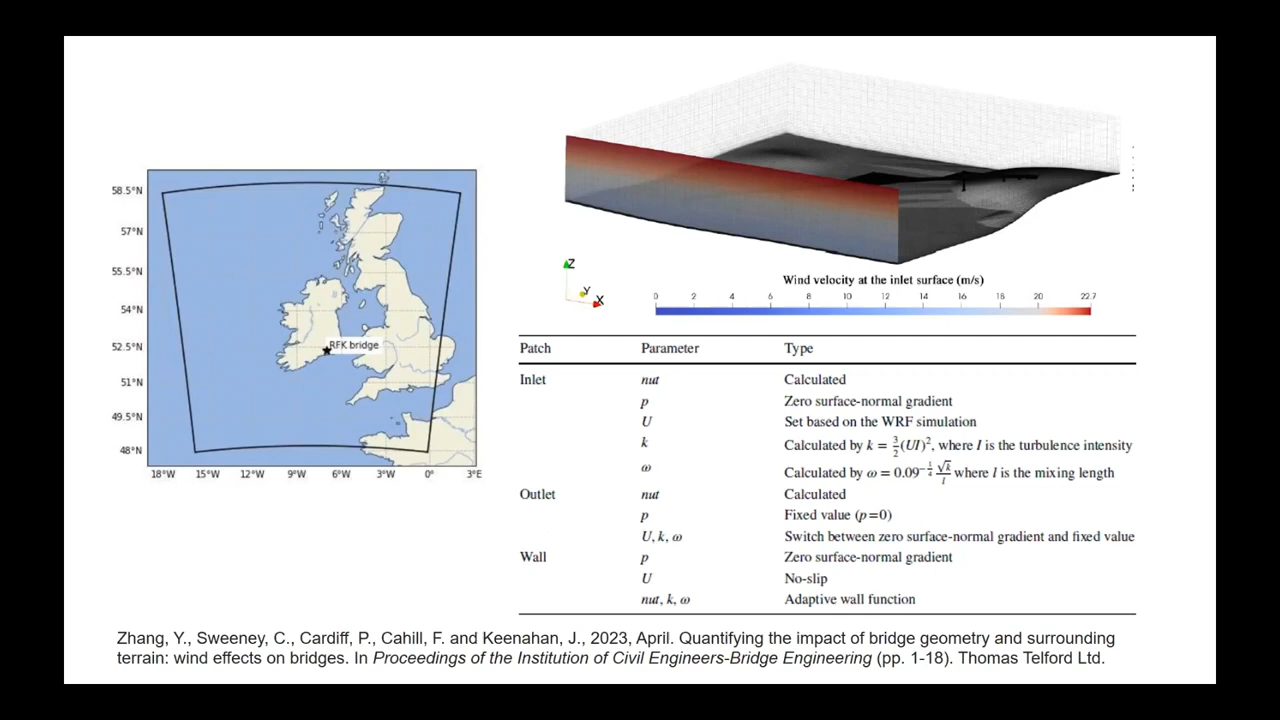 58.5°N
57°N
55.5°N
54°N
52.5°N
51°N
49.5°N
48°N
RFK bridge
18°W 15°W 12°W 9°W 6°W 3°W 0° 3°E
Z
Y
X
Wind velocity at the inlet surface (m/s)
0 2 4 6 8 10 12 14 16 18 20 22.7
Patch Parameter Type
Inlet nut Calculated
p Zero surface-normal gradient
U Set based on the WRF simulation
k Calculated by k = 3/2(UI)², where I is the turbulence intensity
ω Calculated by ω = 0.09^(-1/4) √k/l where l is the mixing length
Outlet nut Calculated
p Fixed value (p=0)
U, k, ω Switch between zero surface-normal gradient and fixed value
Wall p Zero surface-normal gradient
U No-slip
nut, k, ω Adaptive wall function
Zhang, Y., Sweeney, C., Cardiff, P., Cahill, F. and Keenahan, J., 2023, April. Quantifying the impact of bridge geometry and surrounding
terrain: wind effects on bridges. In Proceedings of the Institution of Civil Engineers-Bridge Engineering (pp. 1-18). Thomas Telford Ltd.